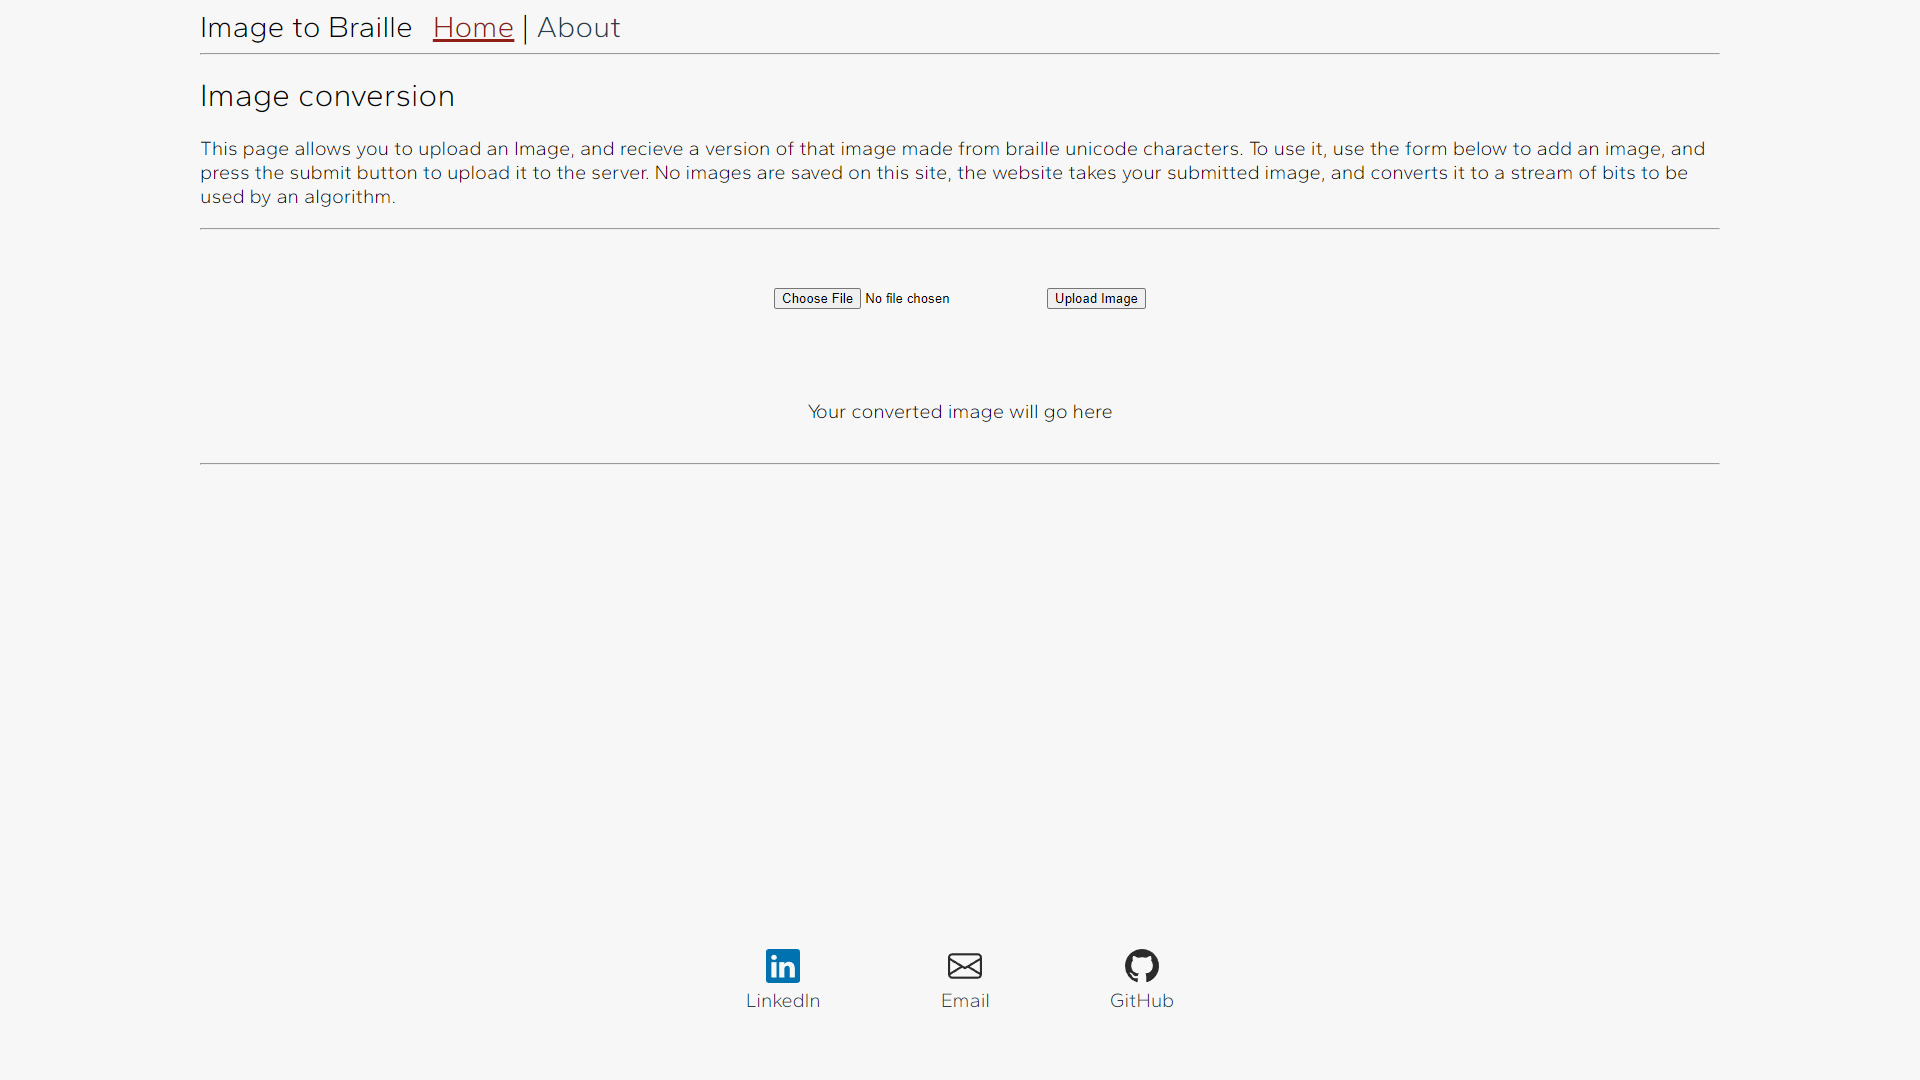 Image to Braille Home | About
Image conversion
This page allows you to upload an Image, and recieve a version of that image made from braille unicode characters. To use it, use the form below to add an image, and
press the submit button to upload it to the server. No images are saved on this site, the website takes your submitted image, and converts it to a stream of bits to be
used by an algorithm.
Choose File No file chosen Upload Image
Your converted image will go here
in
LinkedIn Email GitHub